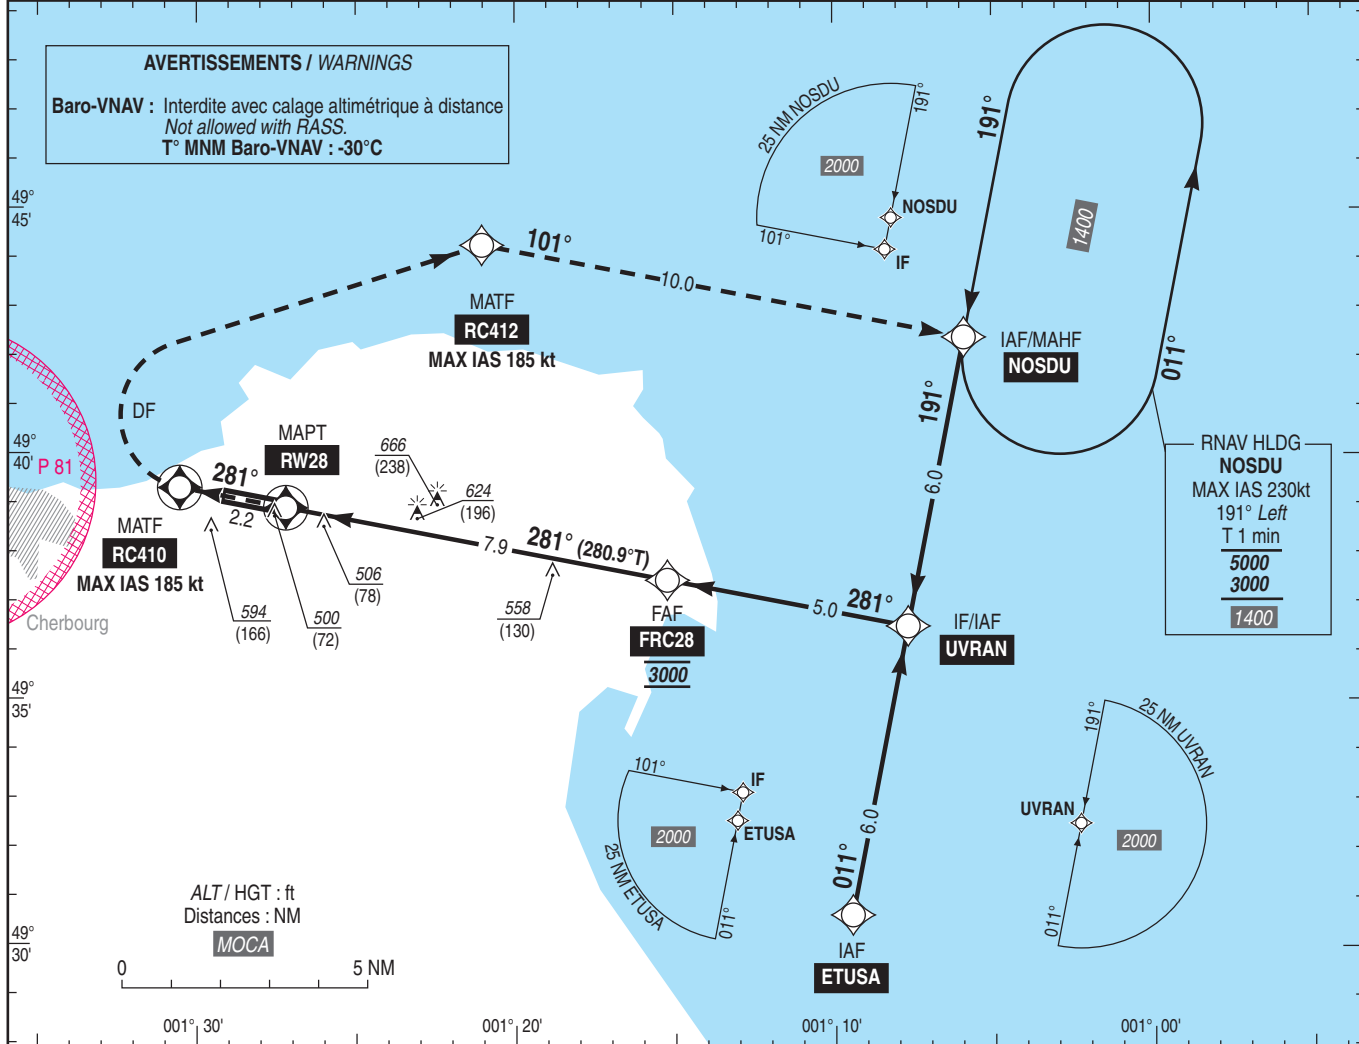 AVERTISSEMENTS / WARNINGS
Baro-VNAV : Interdite avec calage altimétrique à distance
Not allowed with RASS.
T° MNM Baro-VNAV : -30°C
25 NM NOSDU
191°
2000
NOSDU
101°
IF
191°
1400
011°
49°
45'
101°
10.0
MATF
RC412
MAX IAS 185 kt
IAF/MAHF
NOSDU
DF
191°
6.0
RNAV HLDG
NOSDU
MAX IAS 230kt
191° Left
T 1 min
5000
3000
1400
49°
40'
P 81
MAPT
RW28
281°
2.2
666
(238)
624
(196)
MATF
RC410
MAX IAS 185 kt
506
(78)
594
(166)
500
(72)
7.9
281° (280.9°T)
558
(130)
Cherbourg
FAF
FRC28
3000
5.0
281°
IF/IAF
UVRAN
49°
35'
101°
IF
ETUSA
2000
25 NM ETUSA
011°
6.0
011°
IAF
ETUSA
191°
25 NM UVRAN
UVRAN
2000
011°
ALT / HGT : ft
Distances : NM
MOCA
0
5 NM
49°
30'
001° 30'
001° 20'
001° 10'
001° 00'